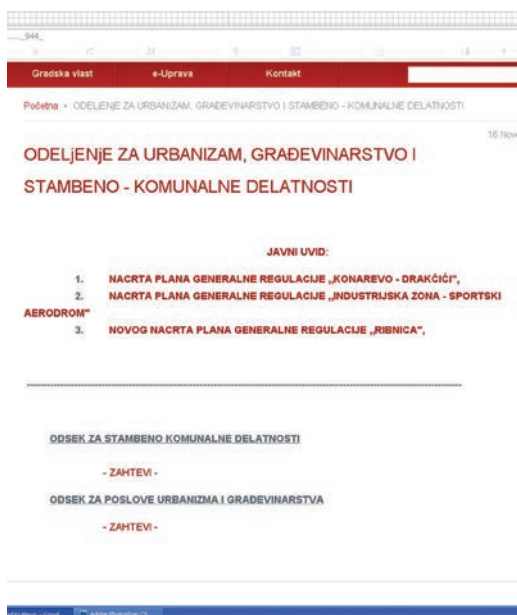 _944_
Gradska vlast e-Uprava Kontakt
Početna • ODELjENjE ZA URBANIZAM, GRAĐEVINARSTVO I STAMBENO - KOMUNALNE DELATNOSTI
16 Nov
ODELjENjE ZA URBANIZAM, GRAĐEVINARSTVO I
STAMBENO - KOMUNALNE DELATNOSTI
JAVNI UVID:
1. NACRTA PLANA GENERALNE REGULACIJE „KONAREVO - DRAKČIĆI",
2. NACRTA PLANA GENERALNE REGULACIJE „INDUSTRIJSKA ZONA - SPORTSKI
AERODROM"
3. NOVOG NACRTA PLANA GENERALNE REGULACIJE „RIBNICA",
ODSEK ZA STAMBENO KOMUNALNE DELATNOSTI
- ZAHTEVI -
ODSEK ZA POSLOVE URBANIZMA I GRAĐEVINARSTVA
- ZAHTEVI -